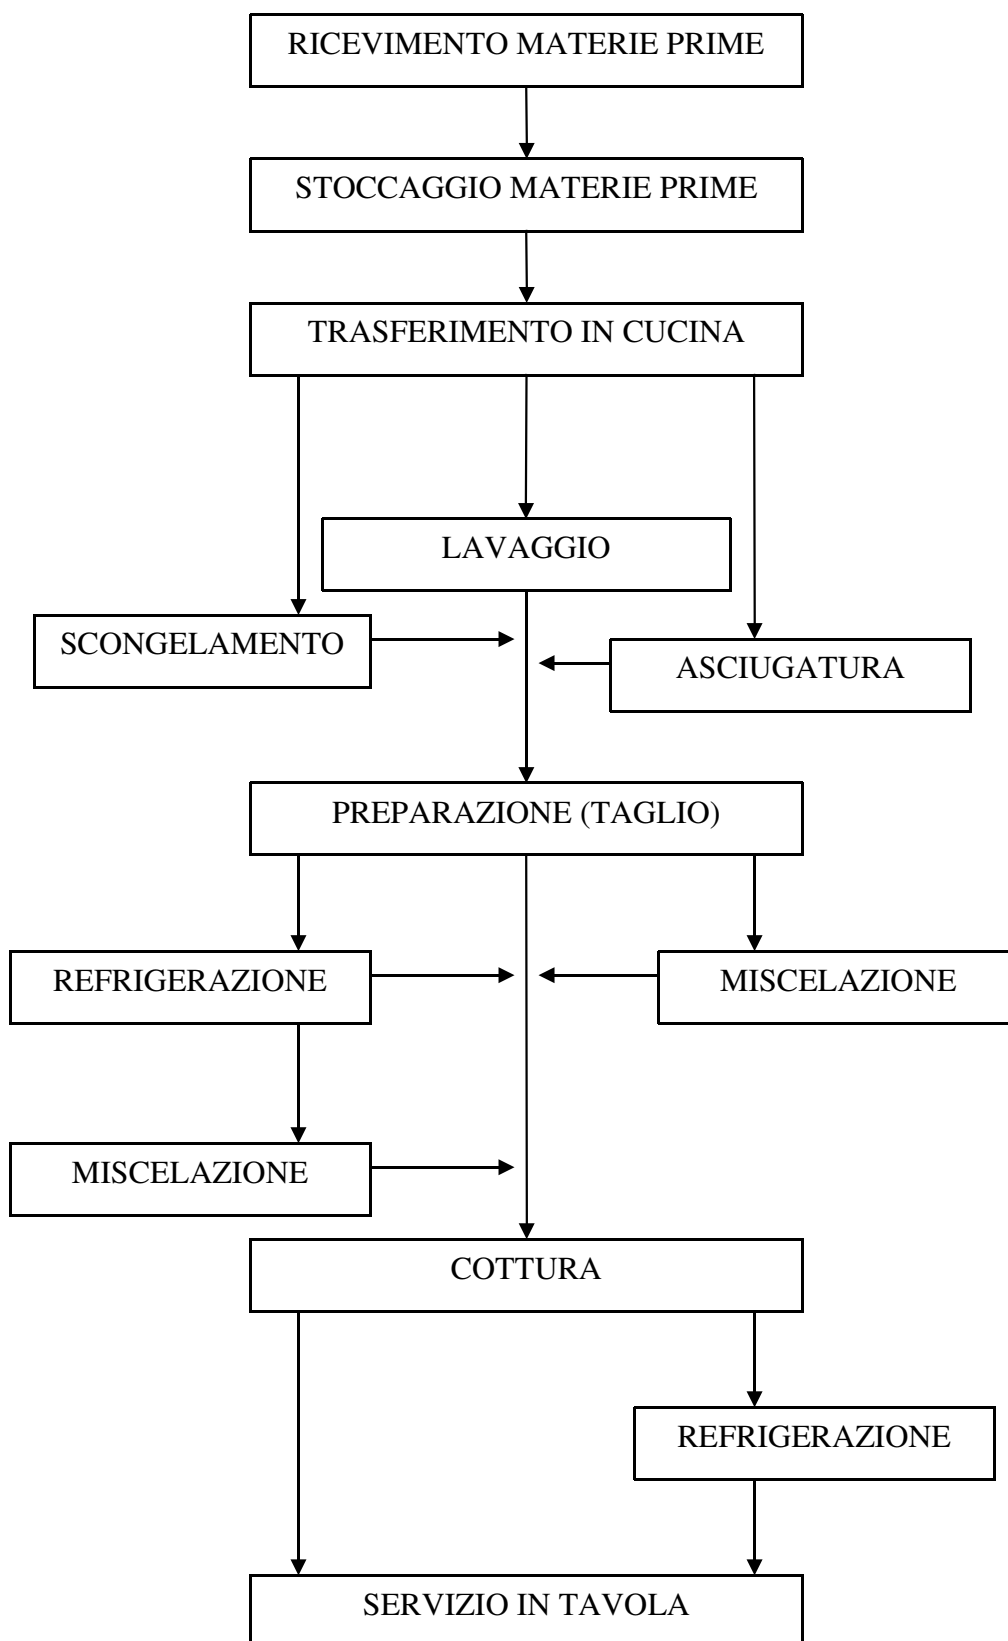 RICEVIMENTO MATERIE PRIME
STOCCAGGIO MATERIE PRIME
TRASFERIMENTO IN CUCINA
LAVAGGIO
SCONGELAMENTO
ASCIUGATURA
PREPARAZIONE (TAGLIO)
REFRIGERAZIONE
MISCELAZIONE
MISCELAZIONE
COTTURA
REFRIGERAZIONE
SERVIZIO IN TAVOLA